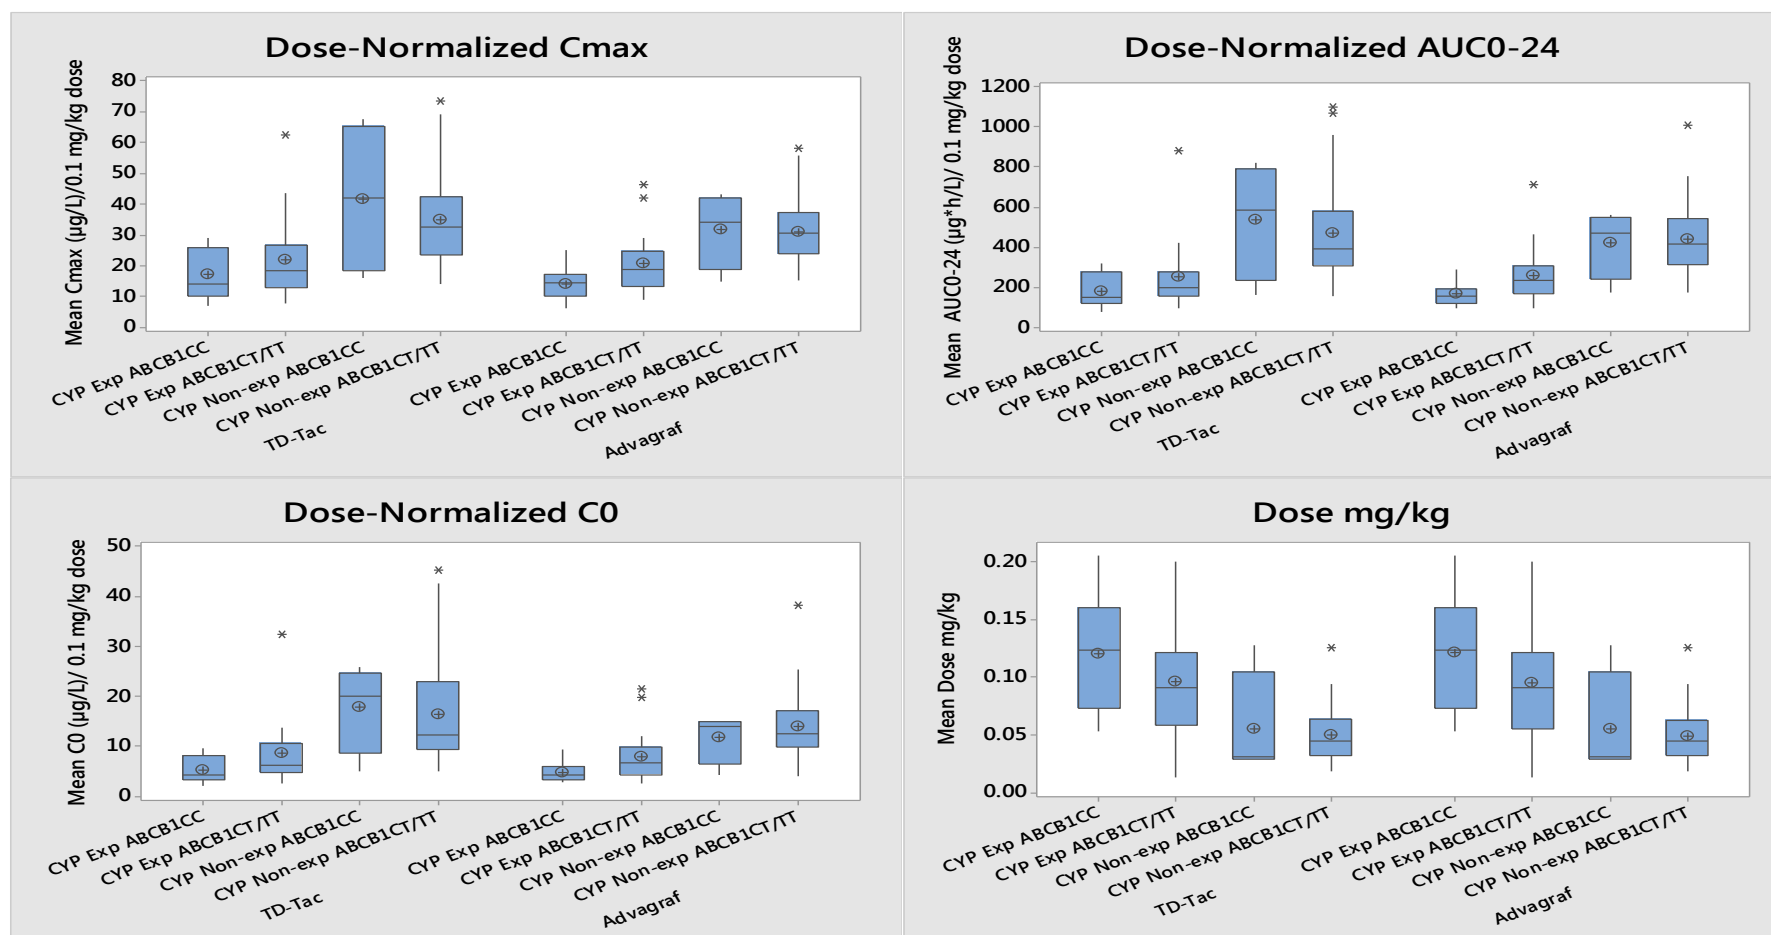 Dose-Normalized Cmax
Mean Cmax (µg/L)/0.1 mg/kg dose
80
70
60
50
40
30
20
10
0
CYP Exp ABCB1CC
CYP Exp ABCB1CT/TT
CYP Non-exp ABCB1CC
CYP Non-exp ABCB1CT/TT
CYP Exp ABCB1CC
CYP Exp ABCB1CT/TT
CYP Non-exp ABCB1CC
CYP Non-exp ABCB1CT/TT
TD-Tac
Advagraf
Dose-Normalized AUC0-24
Mean AUC0-24 (µg*h/L)/ 0.1 mg/kg dose
1200
1000
800
600
400
200
0
CYP Exp ABCB1CC
CYP Exp ABCB1CT/TT
CYP Non-exp ABCB1CC
CYP Non-exp ABCB1CT/TT
CYP Exp ABCB1CC
CYP Exp ABCB1CT/TT
CYP Non-exp ABCB1CC
CYP Non-exp ABCB1CT/TT
TD-Tac
Advagraf
Dose-Normalized C0
Mean C0 (µg/L)/ 0.1 mg/kg dose
50
40
30
20
10
0
CYP Exp ABCB1CC
CYP Exp ABCB1CT/TT
CYP Non-exp ABCB1CC
CYP Non-exp ABCB1CT/TT
CYP Exp ABCB1CC
CYP Exp ABCB1CT/TT
CYP Non-exp ABCB1CC
CYP Non-exp ABCB1CT/TT
TD-Tac
Advagraf
Dose mg/kg
Mean Dose mg/kg
0.20
0.15
0.10
0.05
0.00
CYP Exp ABCB1CC
CYP Exp ABCB1CT/TT
CYP Non-exp ABCB1CC
CYP Non-exp ABCB1CT/TT
CYP Exp ABCB1CC
CYP Exp ABCB1CT/TT
CYP Non-exp ABCB1CC
CYP Non-exp ABCB1CT/TT
TD-Tac
Advagraf